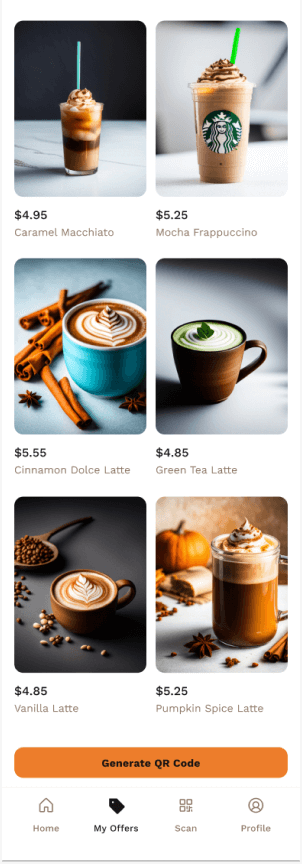 $4.95
Caramel Macchiato
$5.25
Mocha Frappuccino
$5.55
Cinnamon Dolce Latte
$4.85
Green Tea Latte
$4.85
Vanilla Latte
$5.25
Pumpkin Spice Latte
Generate QR Code
Home
My Offers
Scan
Profile